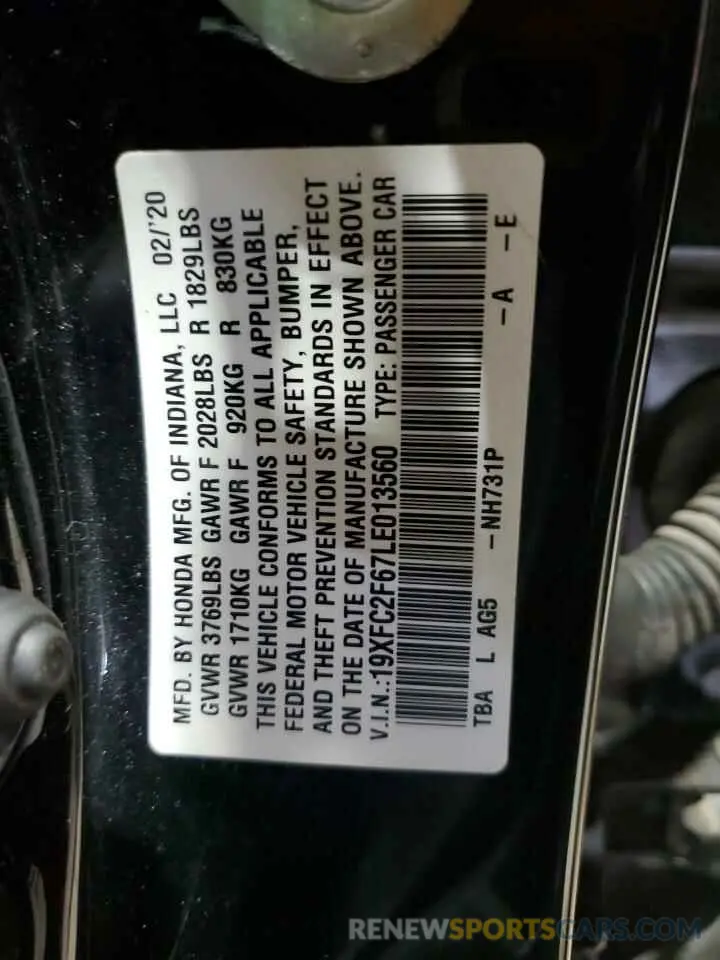 MFD. BY HONDA MFG. OF INDIANA, LLC 02/'20
GVWR 3769LBS GAWR F 2028LBS R 1829LBS
GVWR 1710KG GAWR F 920KG R 830KG
THIS VEHICLE CONFORMS TO ALL APPLICABLE
FEDERAL MOTOR VEHICLE SAFETY, BUMPER,
AND THEFT PREVENTION STANDARDS IN EFFECT
ON THE DATE OF MANUFACTURE SHOWN ABOVE.
V.I.N.:19XFC2F67LE013560 TYPE: PASSENGER CAR
TBA L AG5 -NH731P -A -E
RENEWSPORTSCARS.COM